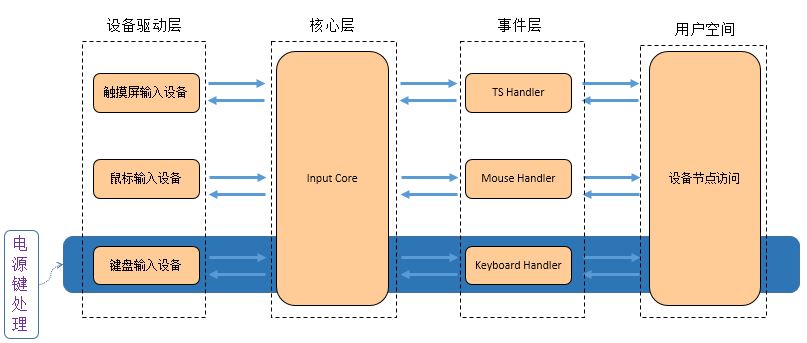 设备驱动层
核心层
事件层
用户空间
触摸屏输入设备
TS Handler
鼠标输入设备
Input Core
Mouse Handler
设备节点访问
键盘输入设备
Keyboard Handler
电
源
键
处
理